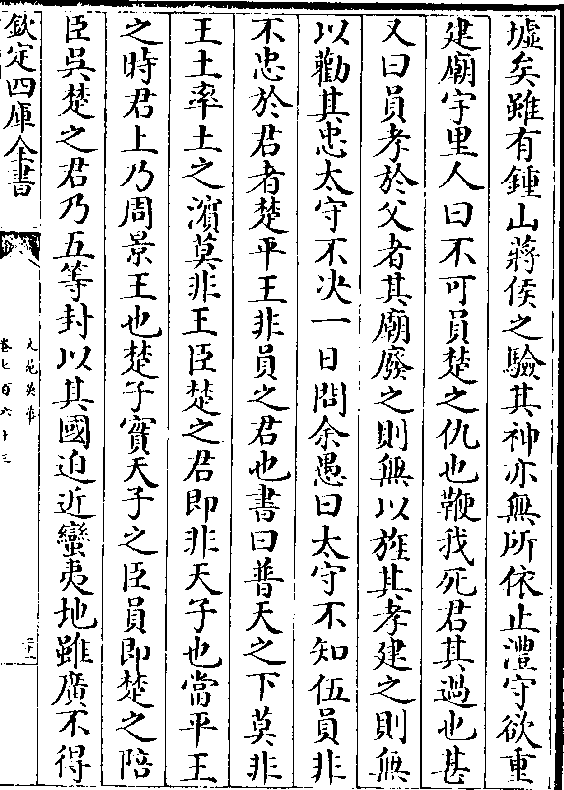 墟矣雖有鍾山蔣侯之驗其神亦無所依止澧守欲重
建廟宇里人曰不可員楚之仇也鞭我死君其過也甚
又曰員孝於父者其廟廢之則無以旌其孝建之則無
以勸其忠太守不決一日問余愚曰太守不知伍員非
不忠於君者楚平王非員之君也書曰普天之下莫非
王土率土之濱莫非王臣楚之君即非天子也當平王
之時君上乃周景王也楚子實天子之臣員即楚之陪
臣吳楚之君乃五等封以其國迫近蠻夷地雖廣不得
欽定四庫全書
文苑英華
卷七百六十三